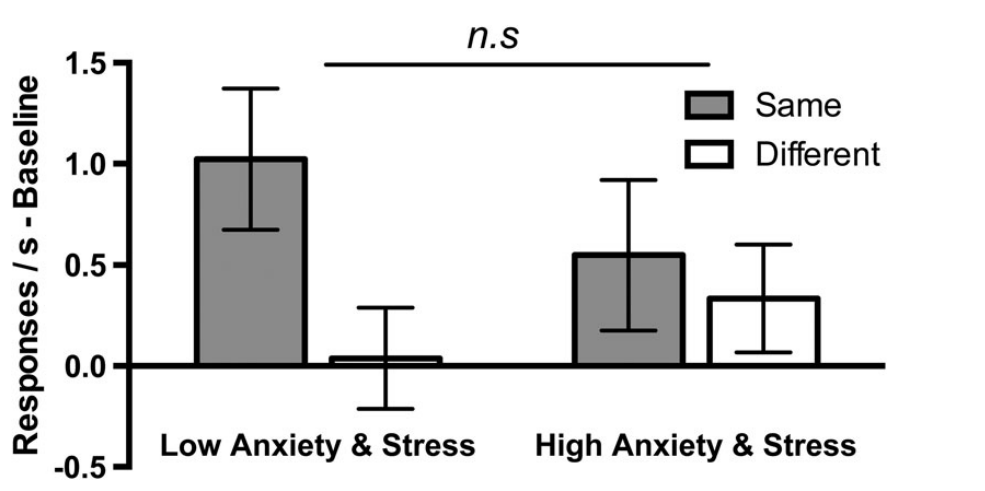 n.s
Responses / s - Baseline
1.5
1.0
0.5
0.0
-0.5
Same
Different
Low Anxiety & Stress
High Anxiety & Stress